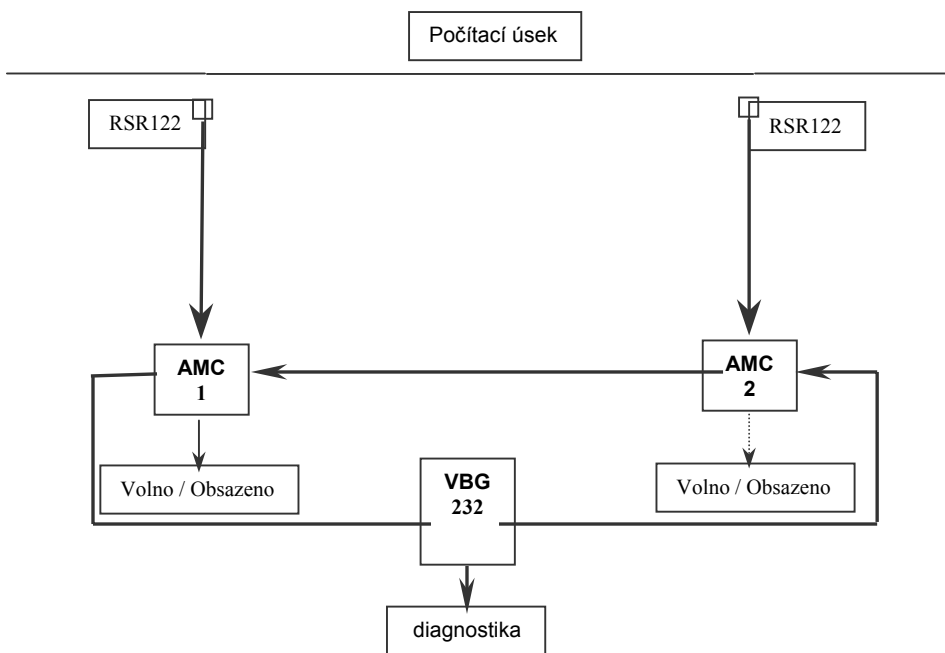 Počítací úsek
RSR122
RSR122
AMC
1
AMC
2
Volno / Obsazeno
VBG
232
Volno / Obsazeno
diagnostika